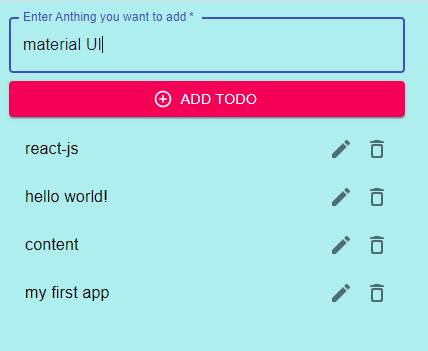 Enter Anthing you want to add *
material UI
ADD TODO
react-js
hello world!
content
my first app